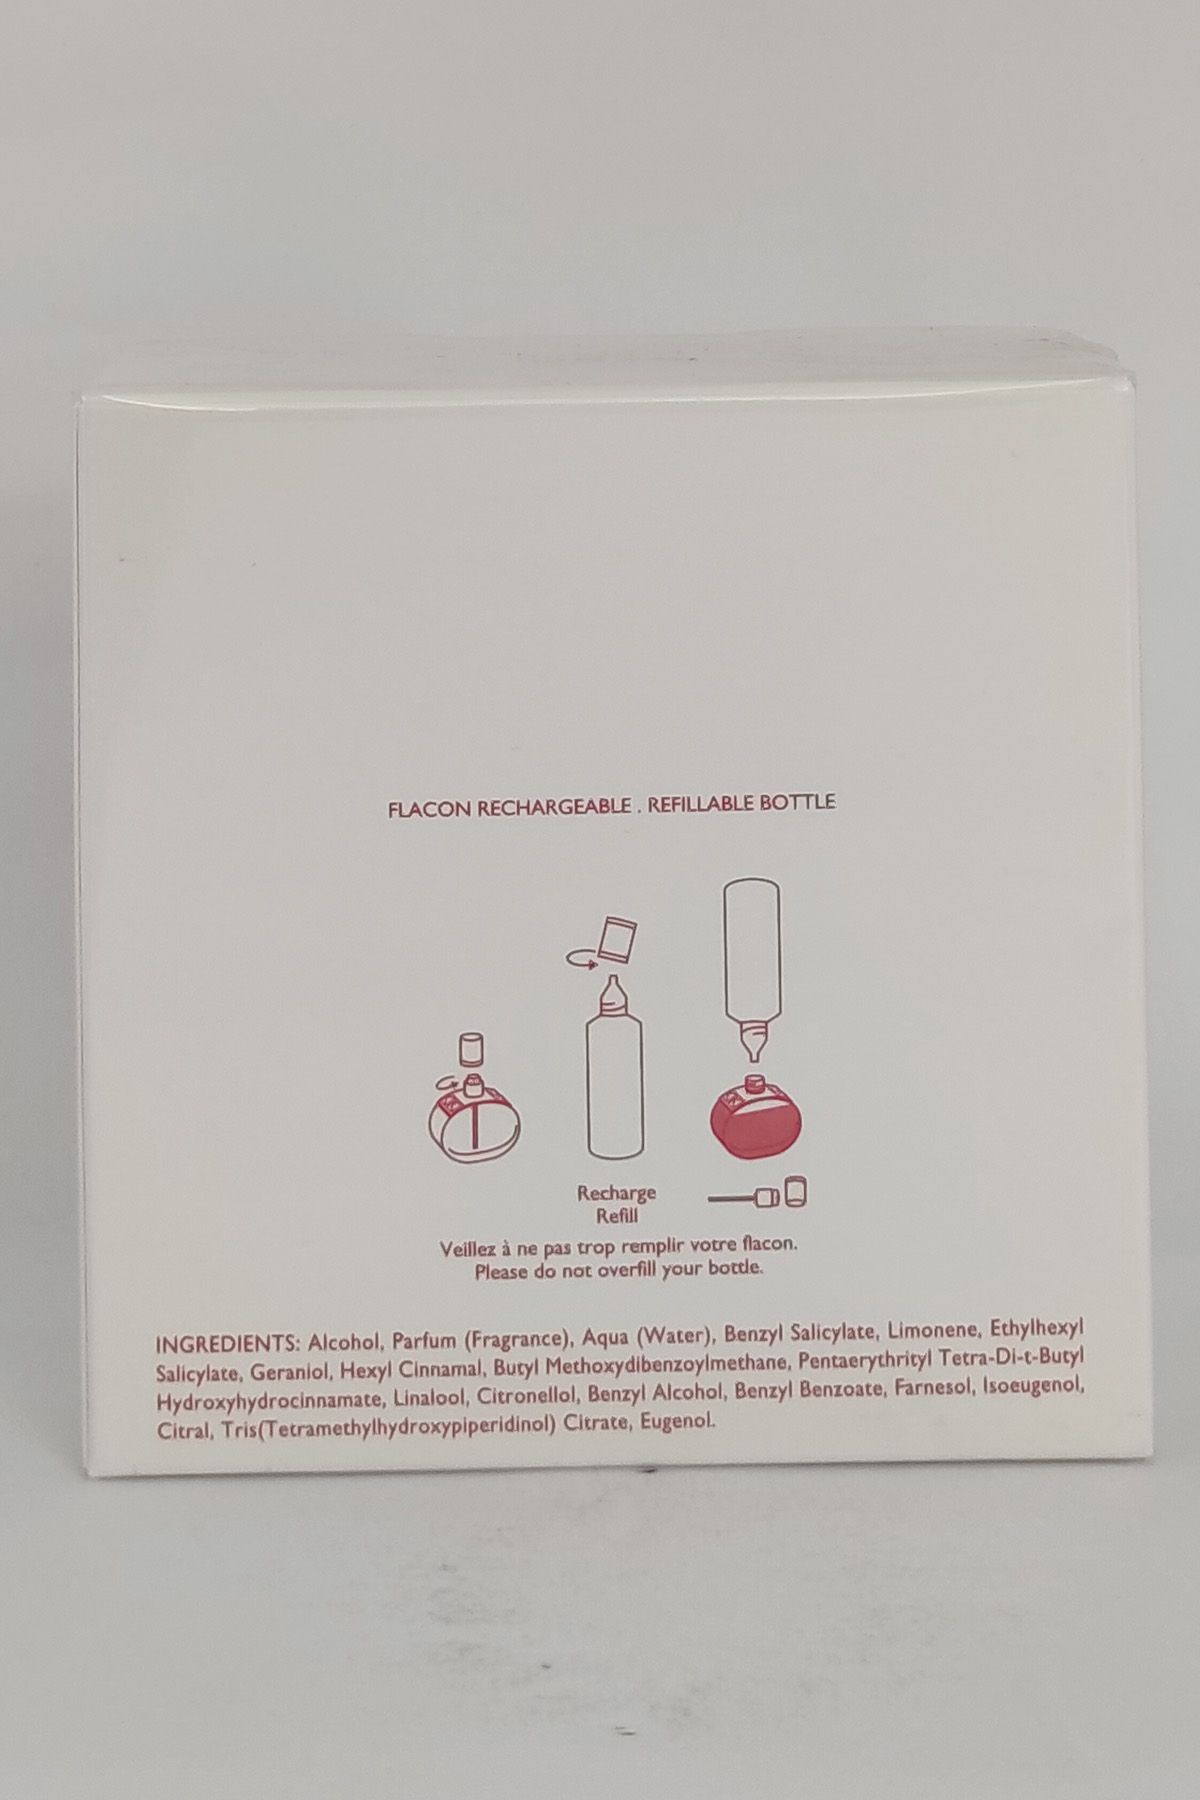 FLACON RECHARGEABLE . REFILLABLE BOTTLE
Recharge
Refill
Veillez à ne pas trop remplir votre flacon.
Please do not overfill your bottle.
INGREDIENTS: Alcohol, Parfum (Fragrance), Aqua (Water), Benzyl Salicylate, Limonene, Ethylhexyl
Salicylate, Geraniol, Hexyl Cinnamal, Butyl Methoxydibenzoylmethane, Pentaerythrityl Tetra-Di-t-Butyl
Hydroxyhydrocinnamate, Linalool, Citronellol, Benzyl Alcohol, Benzyl Benzoate, Farnesol, Isoeugenol,
Citral, Tris(Tetramethylhydroxypiperidinol) Citrate, Eugenol.